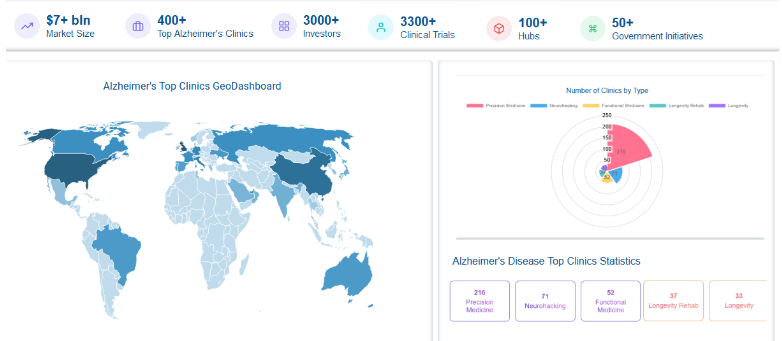 $7+ bln
Market Size
400+
Top Alzheimer's Clinics
3000+
Investors
3300+
Clinical Trials
100+
Hubs
50+
Government Initiatives
Alzheimer's Top Clinics GeoDashboard
Number of Clinics by Type
Precision Medicine
Neurohacking
Functional Medicine
Longevity Rehab
Longevity
250
200
150
100
50
216
52
Alzheimer's Disease Top Clinics Statistics
216
Precision
Medicine
71
Neurohacking
52
Functional
Medicine
37
Longevity Rehab
33
Longevity